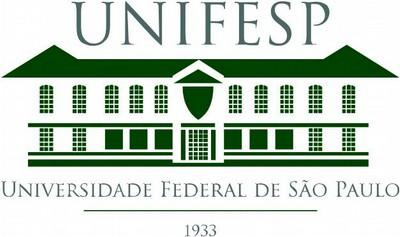 UNIFESP
UNIVERSIDADE FEDERAL DE SÃO PAULO
1933